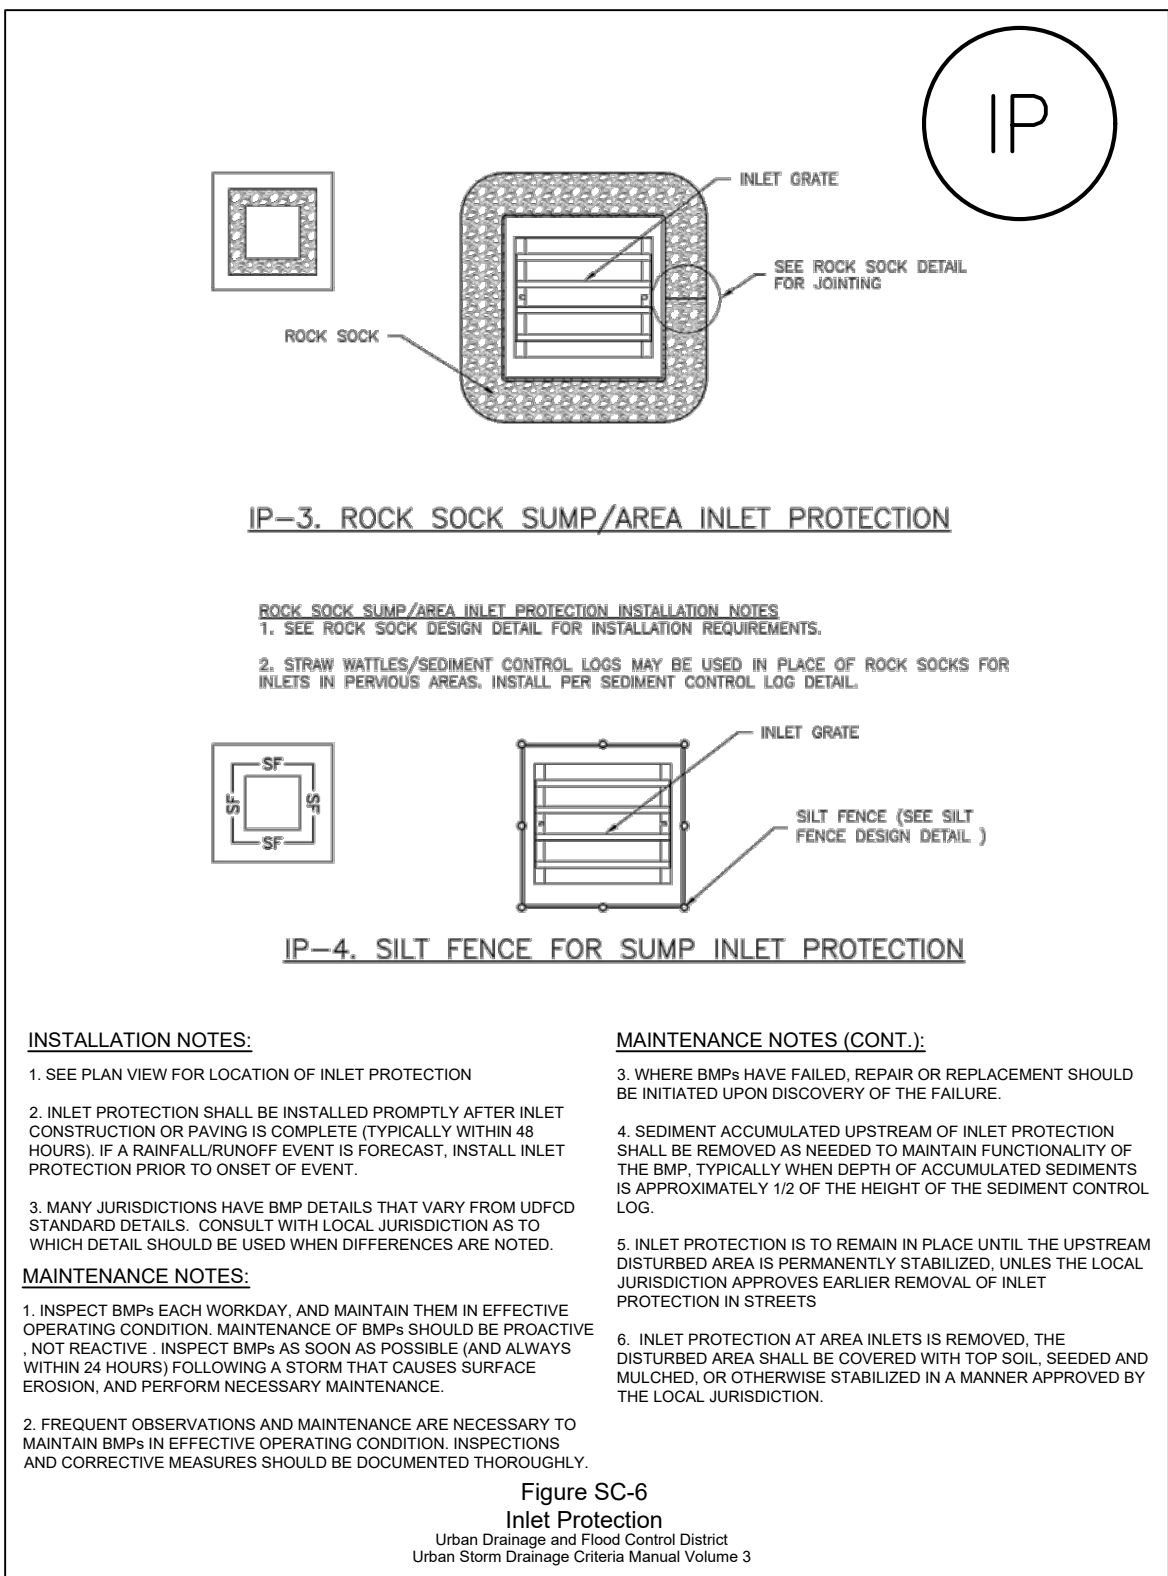 IP
INLET GRATE
SEE ROCK SOCK DETAIL
FOR JOINTING
ROCK SOCK
IP-3. ROCK SOCK SUMP/AREA INLET PROTECTION
ROCK SOCK SUMP/AREA INLET PROTECTION INSTALLATION NOTES
1. SEE ROCK SOCK DESIGN DETAIL FOR INSTALLATION REQUIREMENTS.
2. STRAW WATTLES/SEDIMENT CONTROL LOGS MAY BE USED IN PLACE OF ROCK SOCKS FOR
INLETS IN PERVIOUS AREAS. INSTALL PER SEDIMENT CONTROL LOG DETAIL.
SF
SF
SF
SF
INLET GRATE
SILT FENCE (SEE SILT
FENCE DESIGN DETAIL )
IP-4. SILT FENCE FOR SUMP INLET PROTECTION
INSTALLATION NOTES:
1. SEE PLAN VIEW FOR LOCATION OF INLET PROTECTION
2. INLET PROTECTION SHALL BE INSTALLED PROMPTLY AFTER INLET
CONSTRUCTION OR PAVING IS COMPLETE (TYPICALLY WITHIN 48
HOURS). IF A RAINFALL/RUNOFF EVENT IS FORECAST, INSTALL INLET
PROTECTION PRIOR TO ONSET OF EVENT.
3. MANY JURISDICTIONS HAVE BMP DETAILS THAT VARY FROM UDFCD
STANDARD DETAILS. CONSULT WITH LOCAL JURISDICTION AS TO
WHICH DETAIL SHOULD BE USED WHEN DIFFERENCES ARE NOTED.
MAINTENANCE NOTES:
1. INSPECT BMPs EACH WORKDAY, AND MAINTAIN THEM IN EFFECTIVE
OPERATING CONDITION. MAINTENANCE OF BMPs SHOULD BE PROACTIVE
, NOT REACTIVE . INSPECT BMPs AS SOON AS POSSIBLE (AND ALWAYS
WITHIN 24 HOURS) FOLLOWING A STORM THAT CAUSES SURFACE
EROSION, AND PERFORM NECESSARY MAINTENANCE.
2. FREQUENT OBSERVATIONS AND MAINTENANCE ARE NECESSARY TO
MAINTAIN BMPs IN EFFECTIVE OPERATING CONDITION. INSPECTIONS
AND CORRECTIVE MEASURES SHOULD BE DOCUMENTED THOROUGHLY.
MAINTENANCE NOTES (CONT.):
3. WHERE BMPs HAVE FAILED, REPAIR OR REPLACEMENT SHOULD
BE INITIATED UPON DISCOVERY OF THE FAILURE.
4. SEDIMENT ACCUMULATED UPSTREAM OF INLET PROTECTION
SHALL BE REMOVED AS NEEDED TO MAINTAIN FUNCTIONALITY OF
THE BMP, TYPICALLY WHEN DEPTH OF ACCUMULATED SEDIMENTS
IS APPROXIMATELY 1/2 OF THE HEIGHT OF THE SEDIMENT CONTROL
LOG.
5. INLET PROTECTION IS TO REMAIN IN PLACE UNTIL THE UPSTREAM
DISTURBED AREA IS PERMANENTLY STABILIZED, UNLES THE LOCAL
JURISDICTION APPROVES EARLIER REMOVAL OF INLET
PROTECTION IN STREETS
6. INLET PROTECTION AT AREA INLETS IS REMOVED, THE
DISTURBED AREA SHALL BE COVERED WITH TOP SOIL, SEEDED AND
MULCHED, OR OTHERWISE STABILIZED IN A MANNER APPROVED BY
THE LOCAL JURISDICTION.
Figure SC-6
Inlet Protection
Urban Drainage and Flood Control District
Urban Storm Drainage Criteria Manual Volume 3